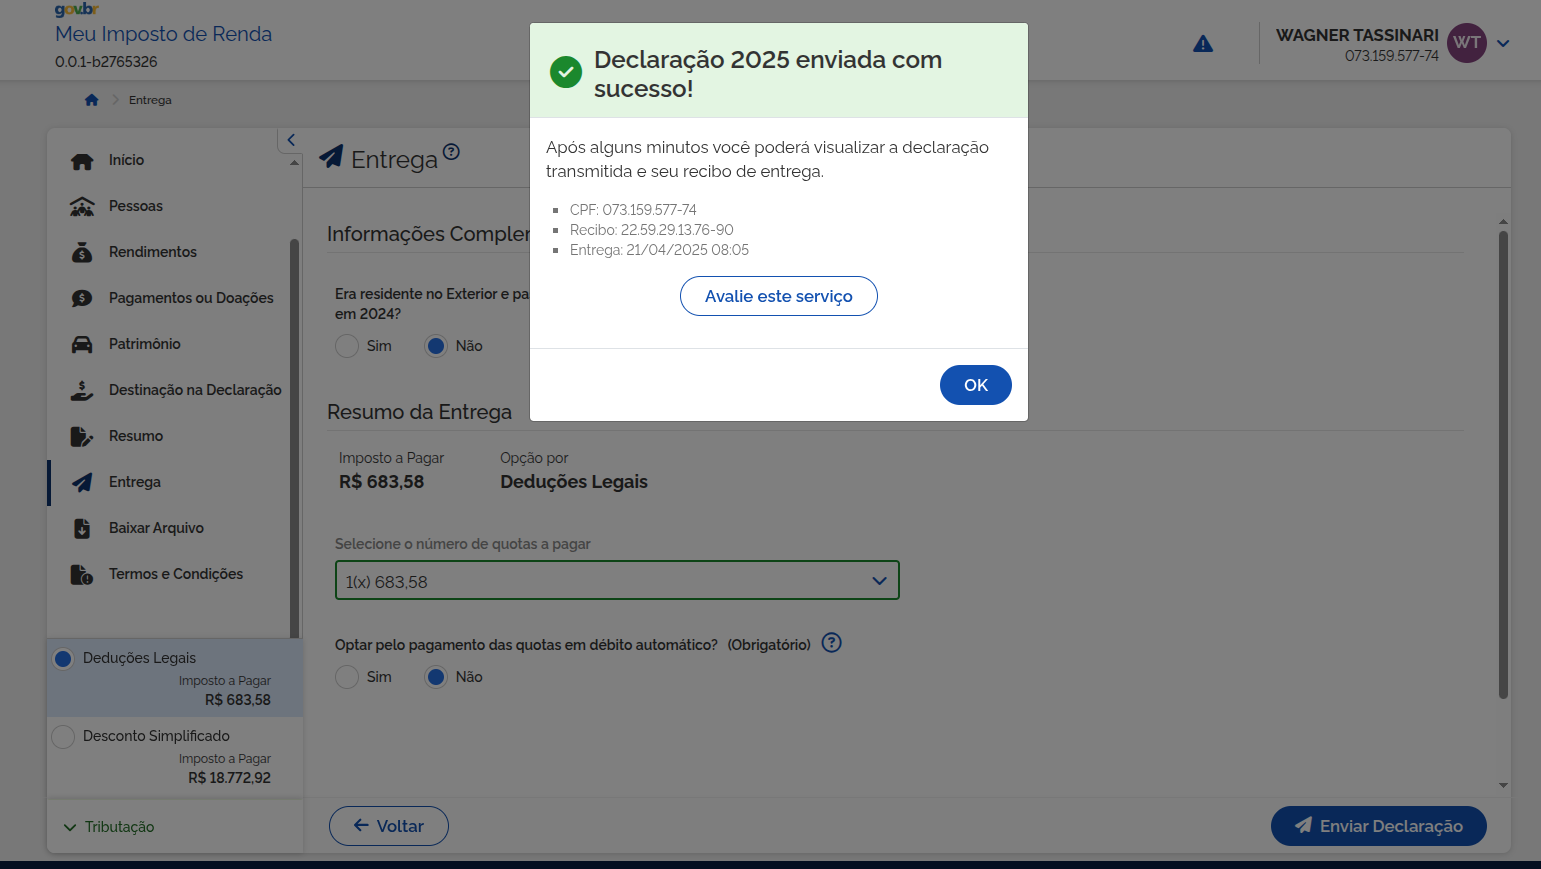 gov.br
Meu Imposto de Renda
0.0.1-b2765326
WAGNER TASSINARI
073.159.577-74
WT
Entrega
Início
Pessoas
Rendimentos
Pagamentos ou Doações
Patrimônio
Destinação na Declaração
Resumo
Entrega
Baixar Arquivo
Termos e Condições
Deduções Legais
Imposto a Pagar
R$ 683,58
Desconto Simplificado
Imposto a Pagar
R$ 18.772,92
Tributação
Entrega
Informações Complem
Era residente no Exterior e pa
em 2024?
Sim
Não
Resumo da Entrega
Imposto a Pagar
R$ 683,58
Opção por
Deduções Legais
Selecione o número de quotas a pagar
1(x) 683,58
Optar pelo pagamento das quotas em débito automático? (Obrigatório)
Sim
Não
Voltar
Enviar Declaração
Declaração 2025 enviada com
sucesso!
Após alguns minutos você poderá visualizar a declaração
transmitida e seu recibo de entrega.
CPF: 073.159.577-74
Recibo: 22.59.29.13.76-90
Entrega: 21/04/2025 08:05
Avalie este serviço
OK